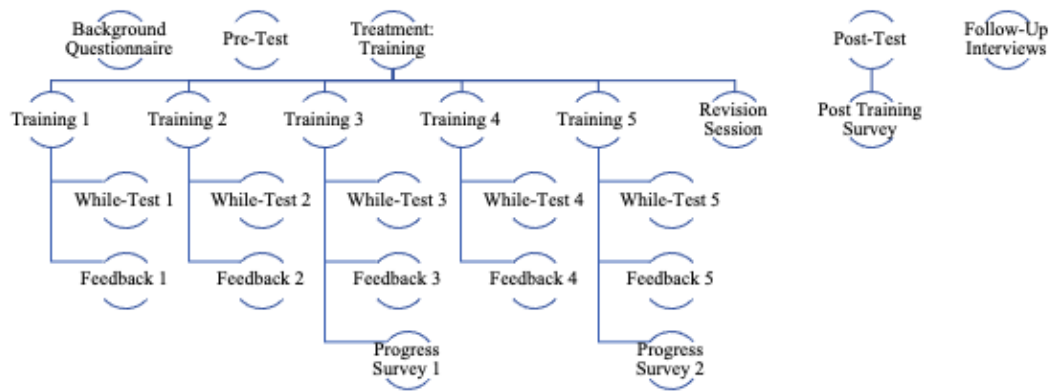 Background
Questionnaire
Pre-Test
Treatment:
Training
Post-Test
Follow-Up
Interviews
Training 1
Training 2
Training 3
Training 4
Training 5
Revision
Session
Post Training
Survey
While-Test 1
While-Test 2
While-Test 3
While-Test 4
While-Test 5
Feedback 1
Feedback 2
Feedback 3
Feedback 4
Feedback 5
Progress
Survey 1
Progress
Survey 2